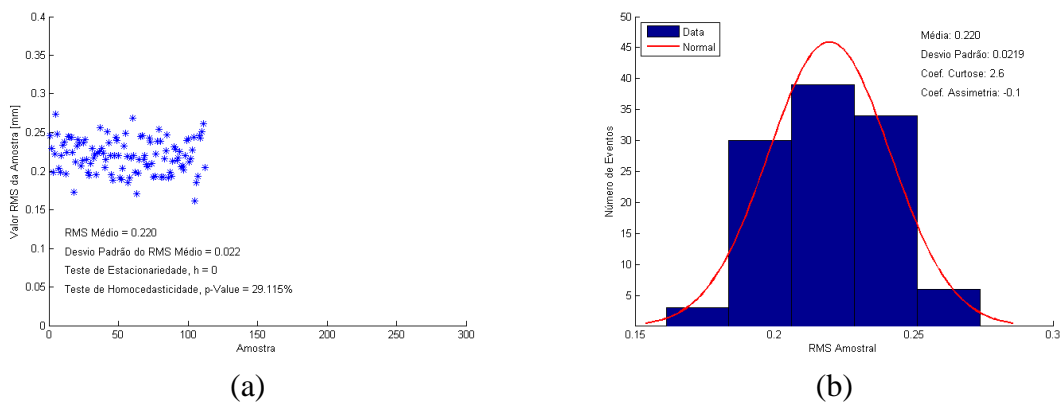 0.4
0.35
0.3
0.25
0.2
0.15
0.1
0.05
0
Valor RMS da Amostra [mm]
RMS Médio = 0.220
Desvio Padrão do RMS Médio = 0.022
Teste de Estacionariedade, h = 0
Teste de Homocedasticidade, p-Value = 29.115%
0 50 100 150 200 250 300
Amostra
(a)
50
45
40
35
30
25
20
15
10
5
Número de Eventos
Data
Normal
Média: 0.220
Desvio Padrão: 0.0219
Coef. Curtose: 2.6
Coef. Assimetria: -0.1
0.15 0.2 0.25 0.3
RMS Amostral
(b)